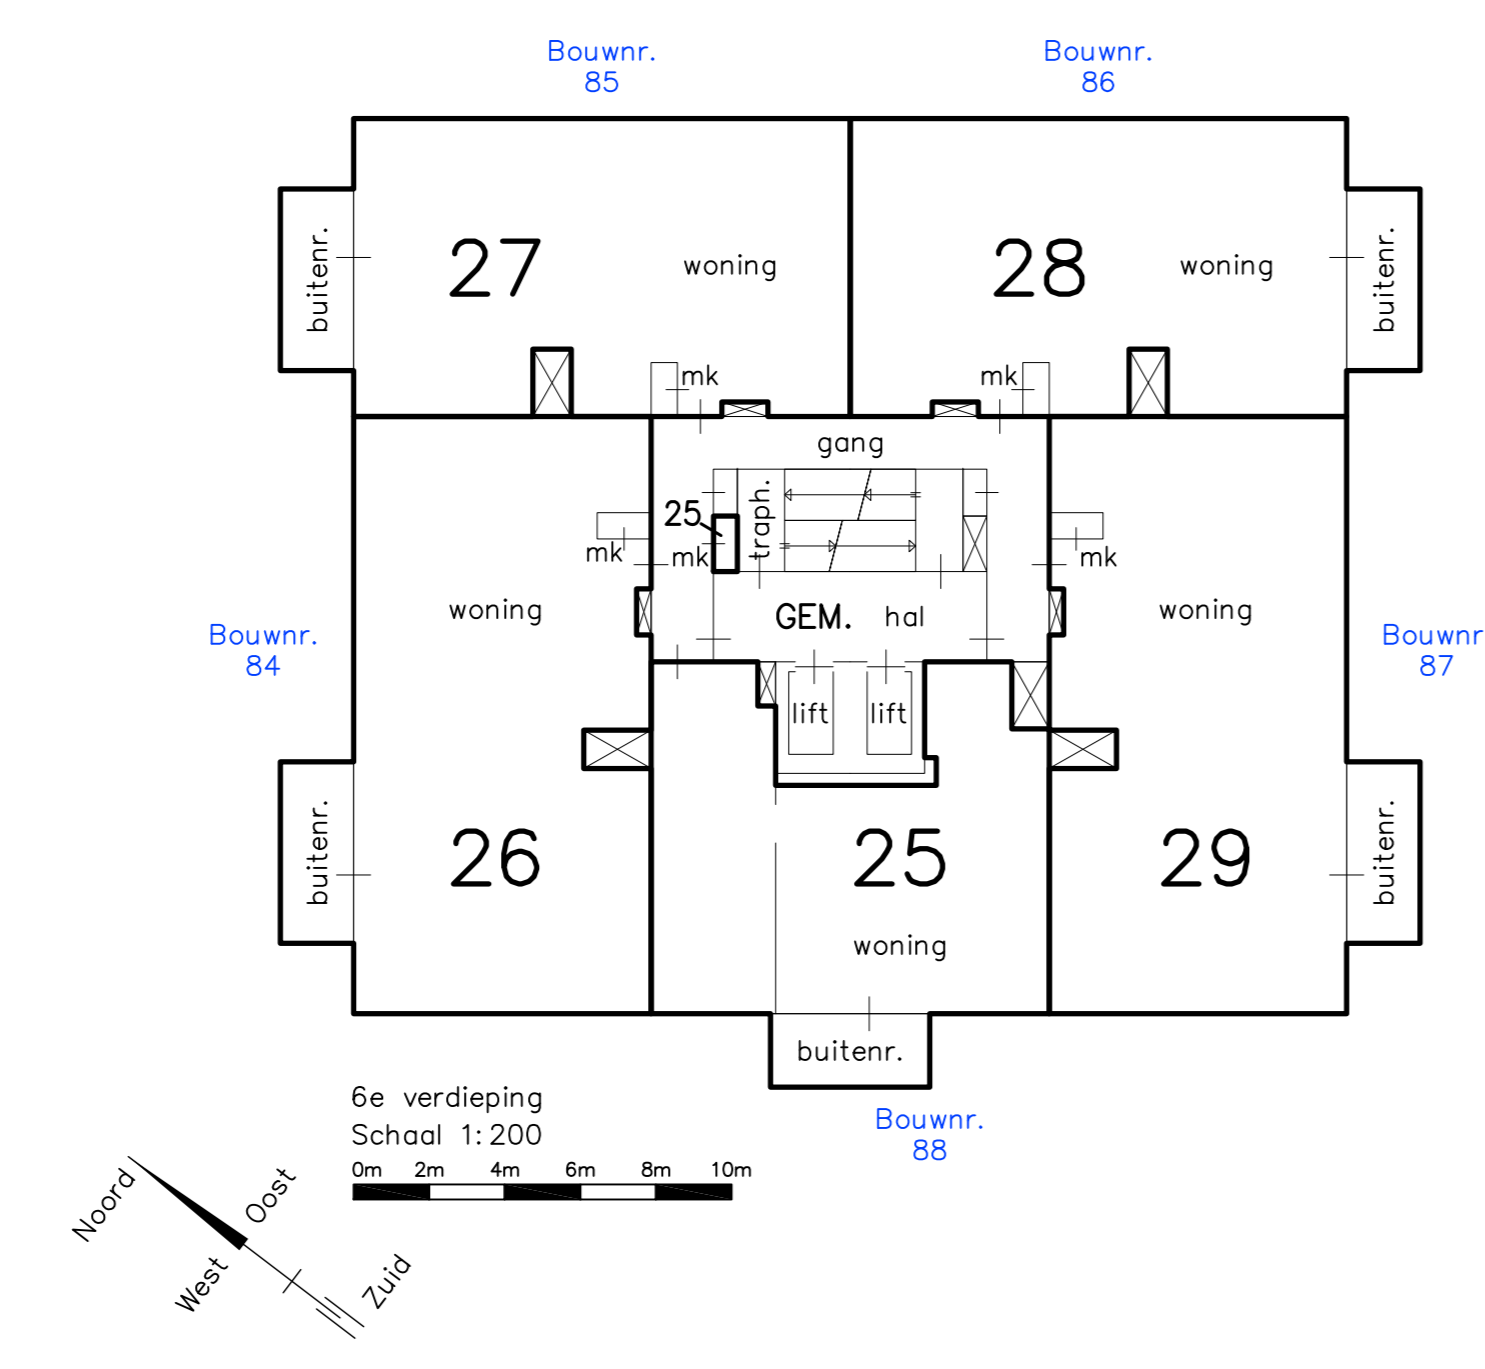 Bouwnr.
85
Bouwnr.
86
buitenr.
27
woning
28
woning
buitenr.
mk
mk
gang
25
traph.
mk
mk
mk
woning
GEM. hal
woning
Bouwnr.
84
Bouwnr
87
lift
lift
buitenr.
26
25
29
buitenr.
woning
buitenr.
6e verdieping
Schaal 1:200
Bouwnr.
88
0m 2m 4m 6m 8m 10m
Noord
Oost
West
Zuid